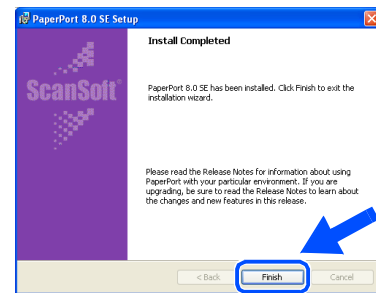 PaperPort 8.0 SE Setup
Install Completed
ScanSoft®
PaperPort 8.0 SE has been installed. Click Finish to exit the
installation wizard.
Please read the Release Notes for information about using
PaperPort with your particular environment. If you are
upgrading, be sure to read the Release Notes to learn about
the changes and new features in this release.
< Back Finish Cancel